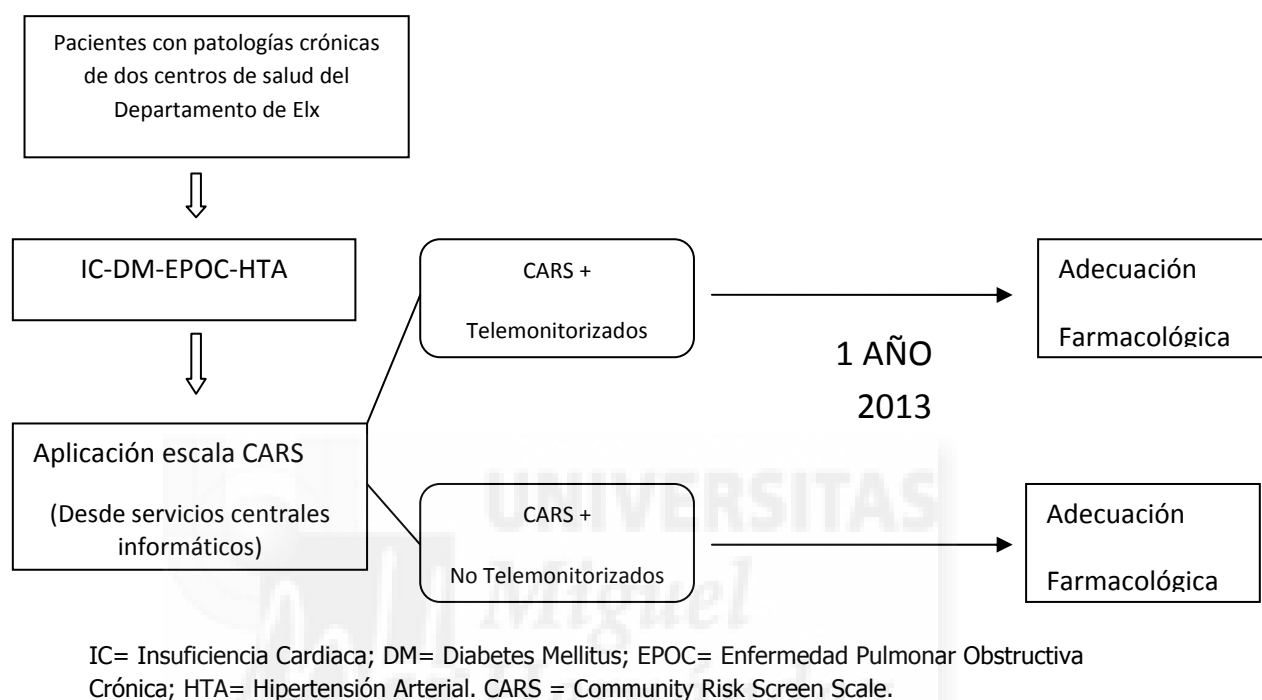 Pacientes con patologías crónicas
de dos centros de salud del
Departamento de Elx
IC-DM-EPOC-HTA
Aplicación escala CARS
(Desde servicios centrales
informáticos)
CARS +
Telemonitorizados
CARS +
No Telemonitorizados
1 AÑO
2013
Adecuación
Farmacológica
Adecuación
Farmacológica
UNIVERSITAS
Miguel
IC= Insuficiencia Cardiaca; DM= Diabetes Mellitus; EPOC= Enfermedad Pulmonar Obstructiva
Crónica; HTA= Hipertensión Arterial. CARS = Community Risk Screen Scale.